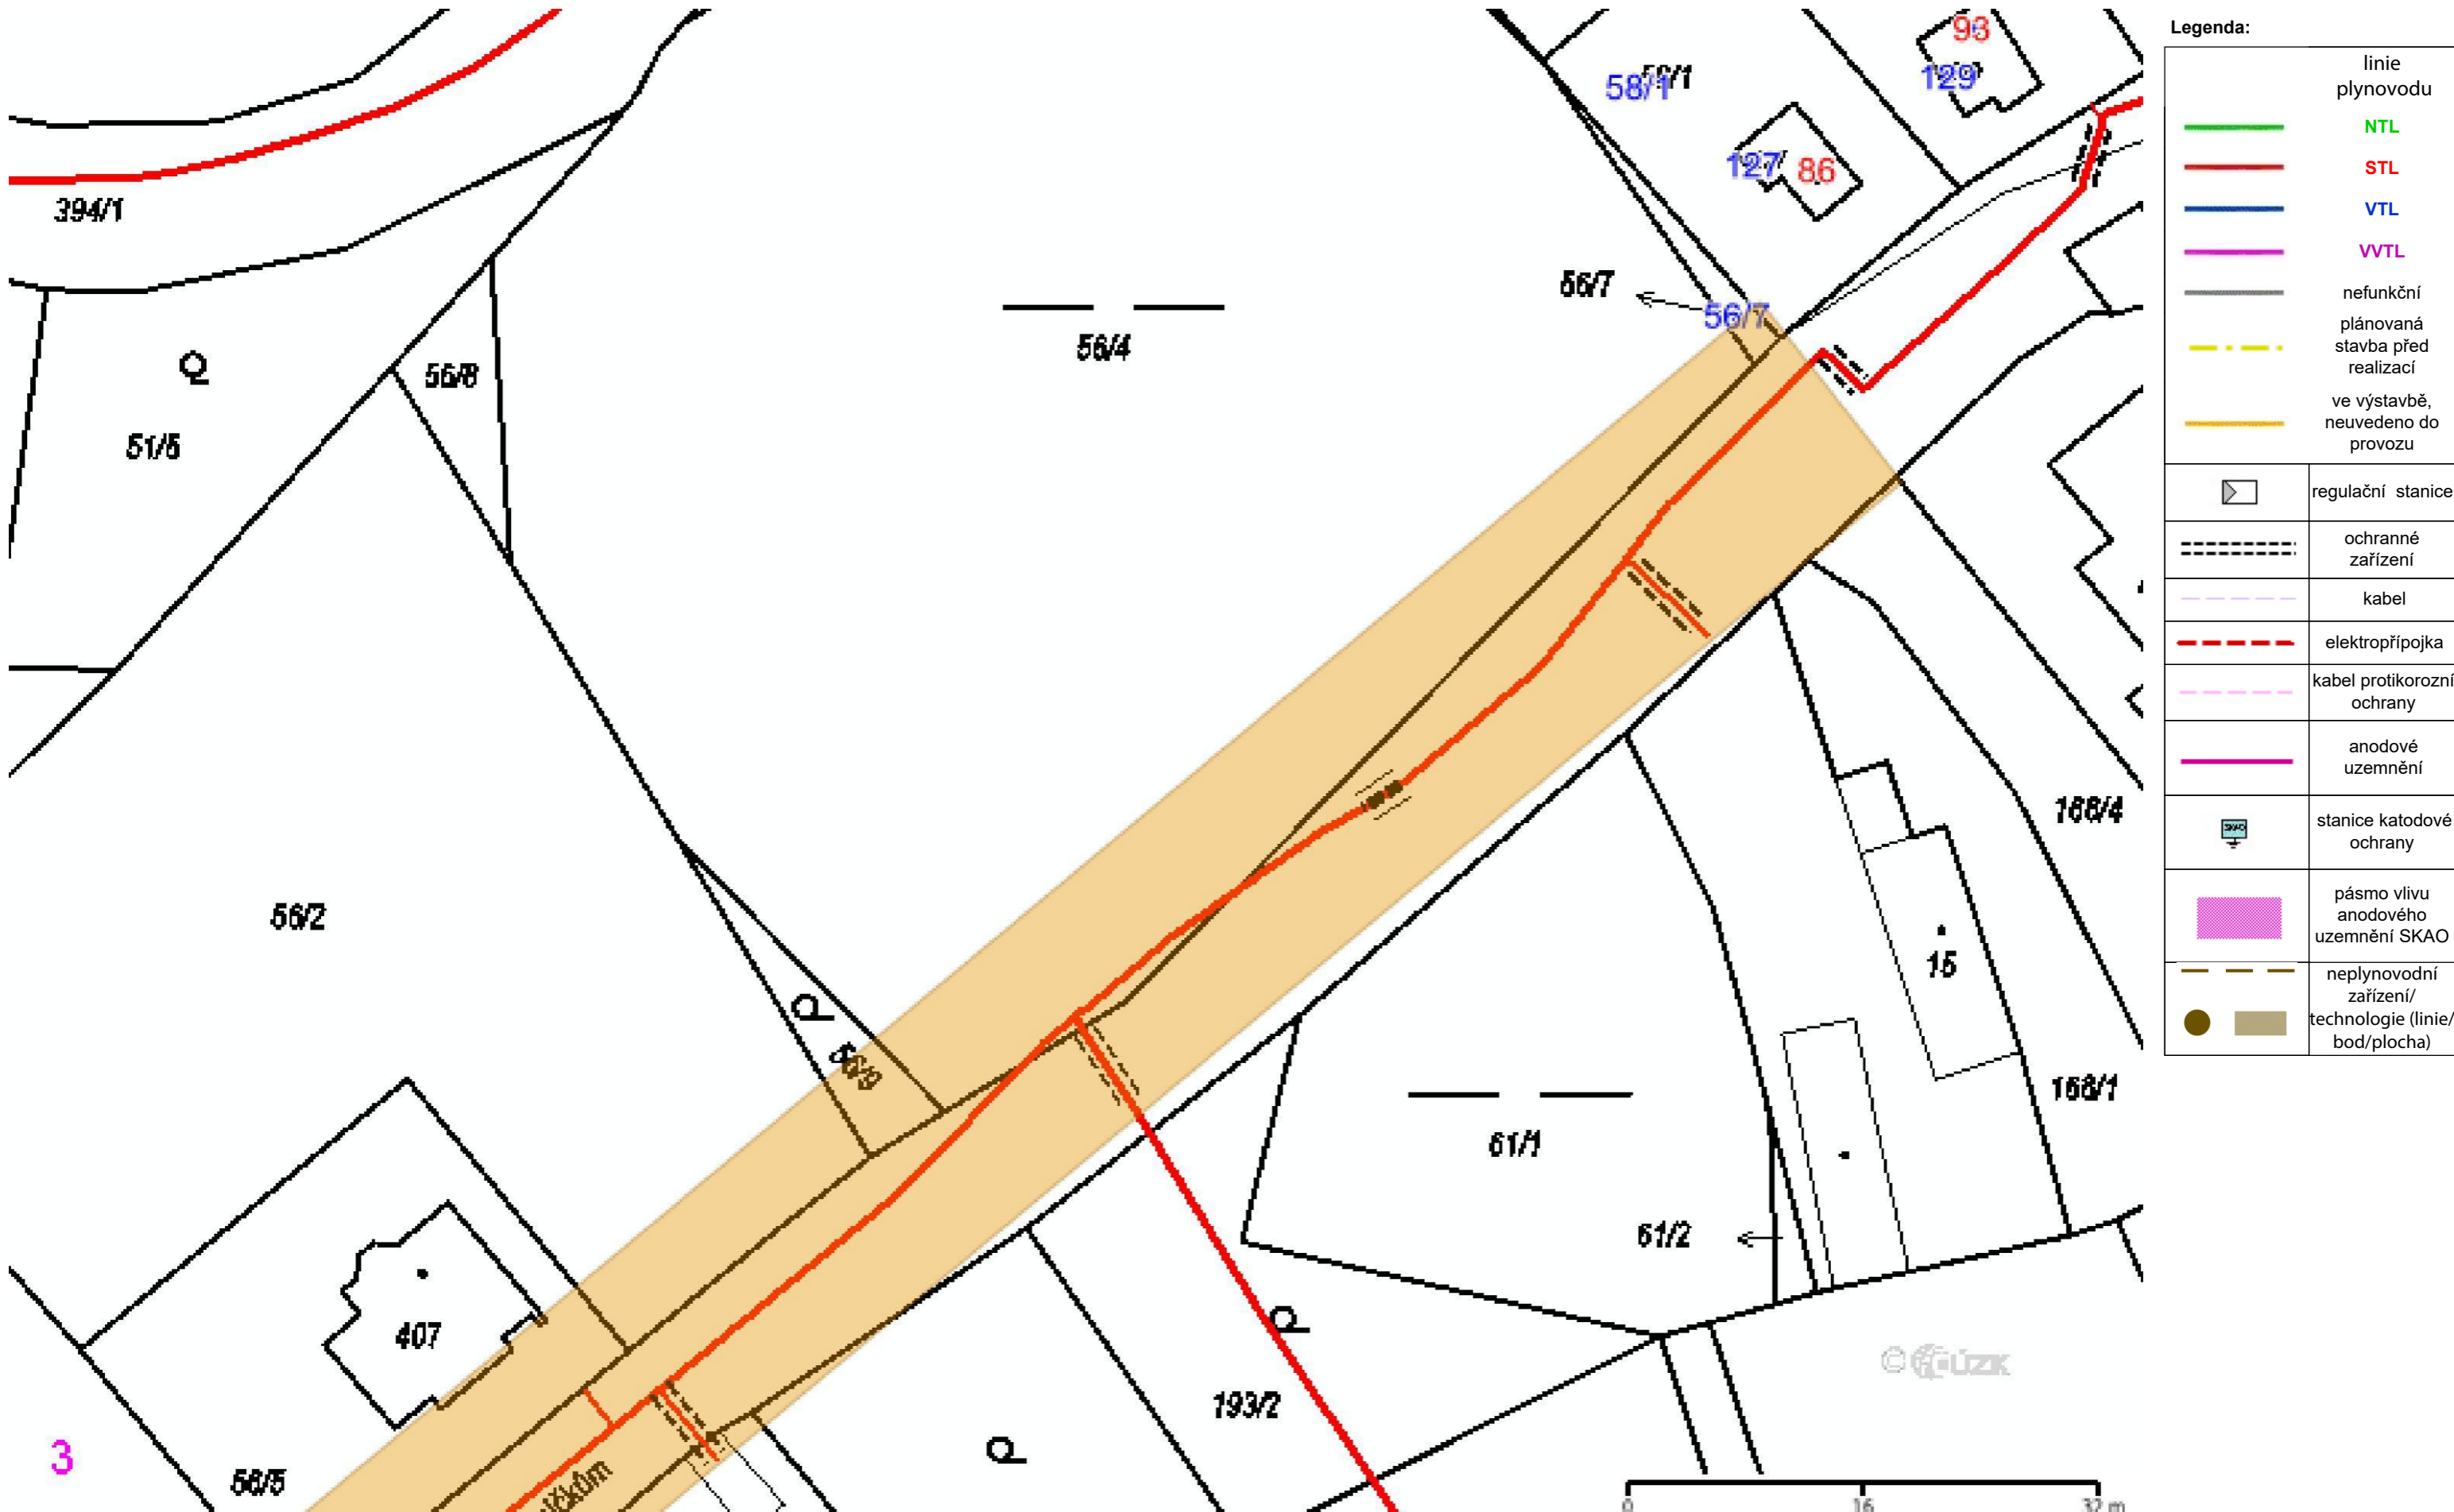 Legenda:
linie
plynovodu
NTL
STL
VTL
VVTL
nefunkční
plánovaná
stavba před
realizací
ve výstavbě,
neuvedeno do
provozu
regulační stanice
ochranné
zařízení
kabel
elektropřípojka
kabel protikorozní
ochrany
anodové
uzemnění
SKAO
stanice katodové
ochrany
pásmo vlivu
anodového
uzemnění SKAO
neplynovodní
zařízení/
technologie (linie/
bod/plocha)
93
129
58/1
127 86
394/1
56/7
56/7
56/4
56/8
51/5
168/4
56/2
15
56/9
168/1
61/1
61/2
407
193/2
3
56/5
© ČÚZK
0 16 32 m